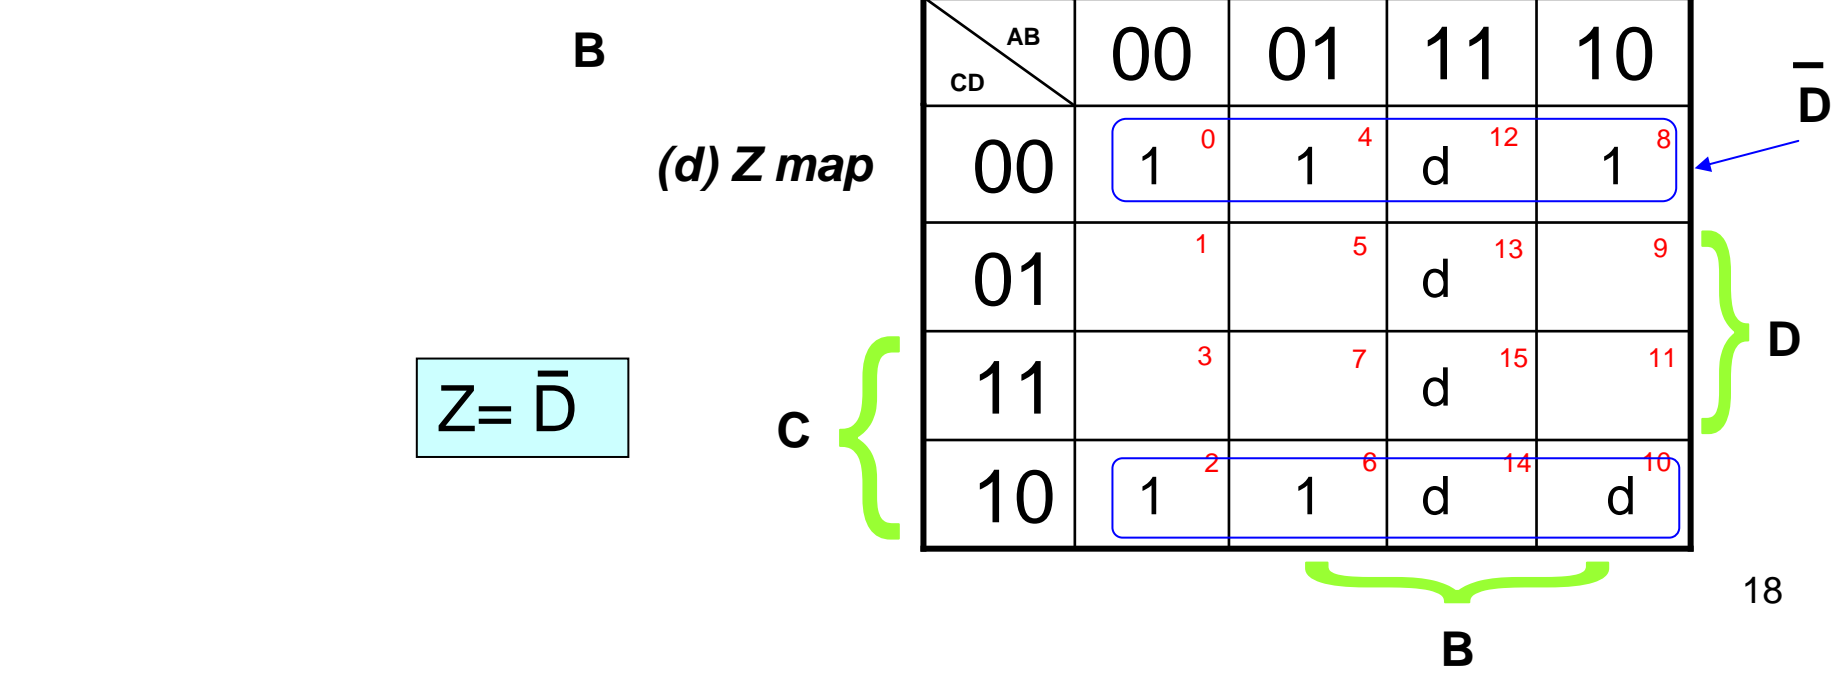 B
AB 00 01 11 10
CD
D̅
(d) Z map
00 1 0 1 4 d 12 1 8
01 1 5 d 13 9
D
Z= D̅
C
11 3 7 d 15 11
10 1 2 1 6 d 14 d 10
18
B